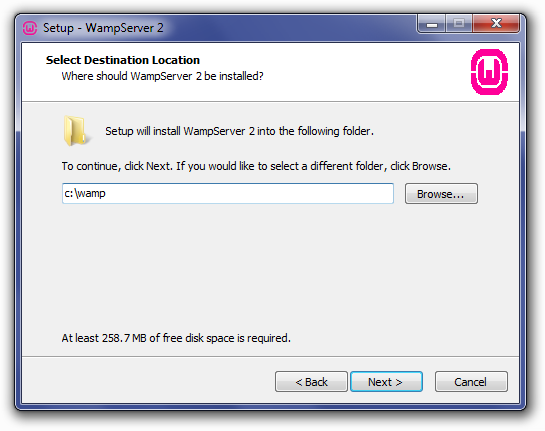 Setup - WampServer 2
Select Destination Location
Where should WampServer 2 be installed?
W
Setup will install WampServer 2 into the following folder.
To continue, click Next. If you would like to select a different folder, click Browse.
c:\wamp
Browse...
At least 258.7 MB of free disk space is required.
< Back
Next >
Cancel